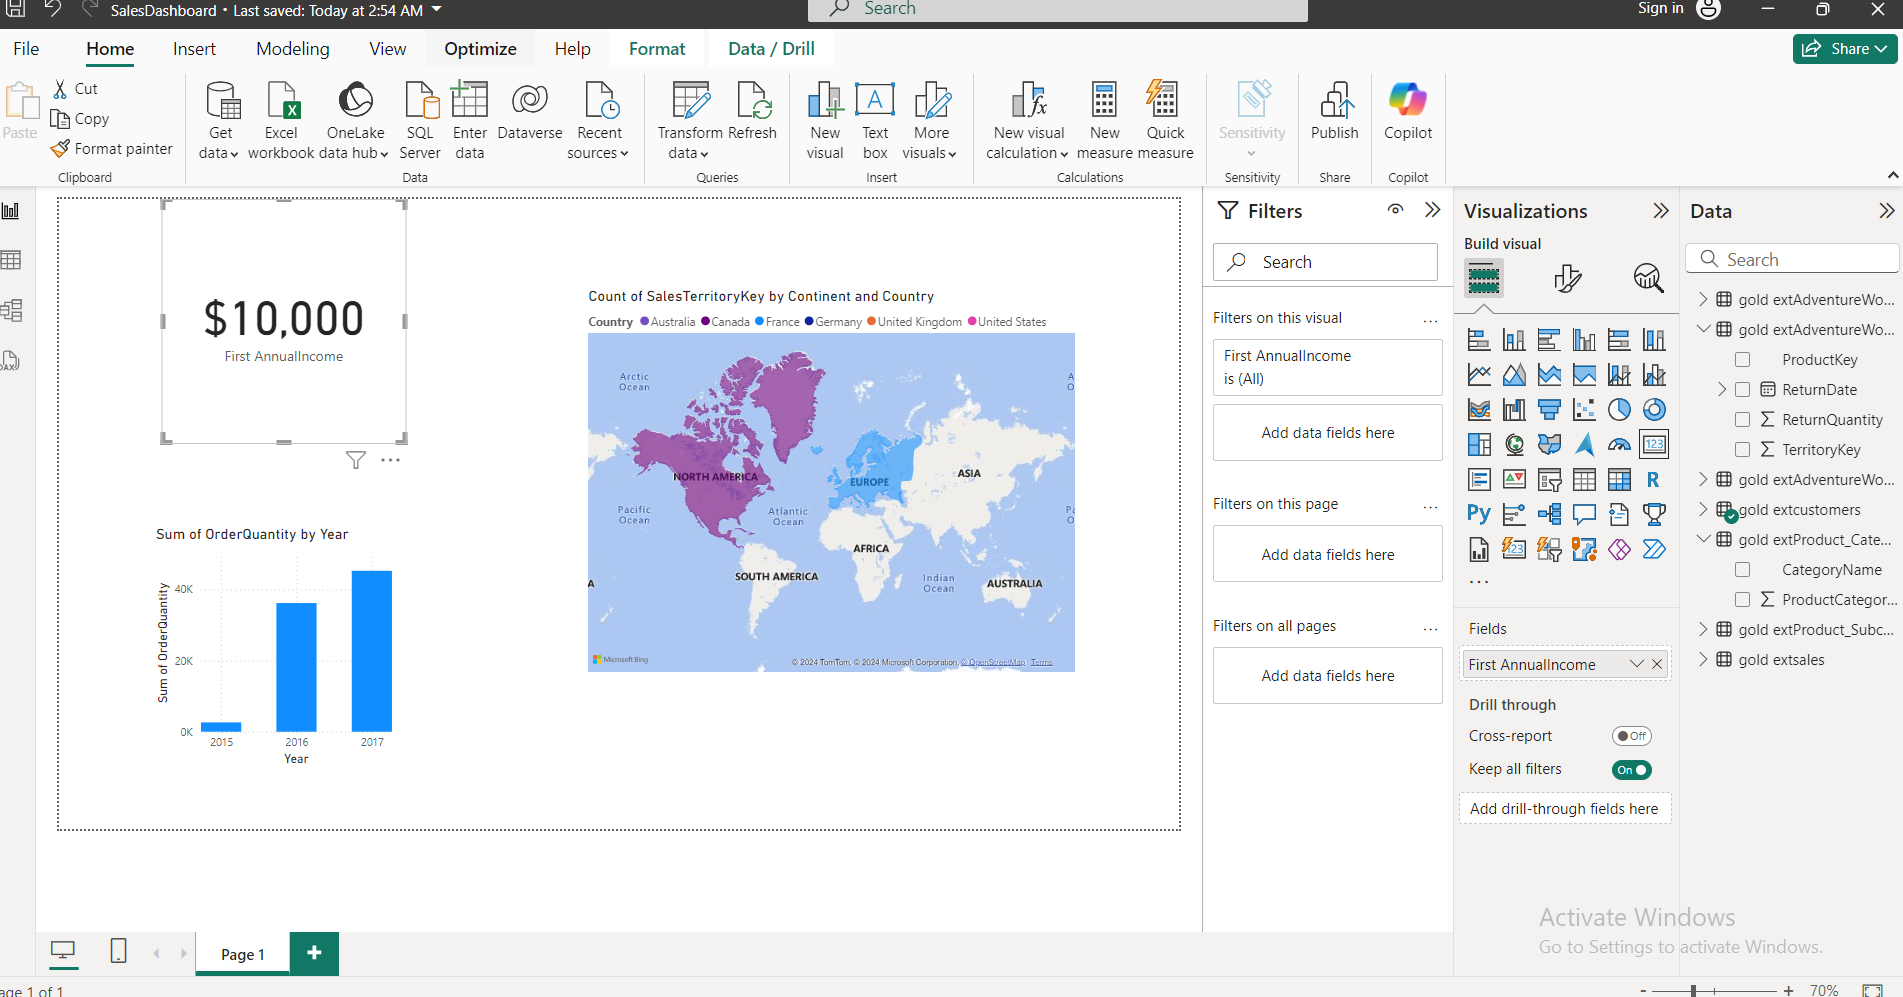 SalesDashboard • Last saved: Today at 2:54 AM
Search
Sign in
File
Home
Insert
Modeling
View
Optimize
Help
Format
Data / Drill
Share
Paste
Cut
Copy
Format painter
Clipboard
Get data
Excel workbook
OneLake data hub
SQL Server
Enter data
Dataverse
Recent sources
Data
Transform data
Refresh
Queries
New visual
Text box
More visuals
Insert
New visual calculation
New measure
Quick measure
Calculations
Sensitivity
Sensitivity
Publish
Share
Copilot
Copilot
$10,000
First AnnualIncome
Sum of OrderQuantity by Year
Sum of OrderQuantity
40K
20K
0K
2015
2016
2017
Year
Count of SalesTerritoryKey by Continent and Country
Country Australia Canada France Germany United Kingdom United States
Arctic Ocean
A
NORTH AMERICA
EUROPE
ASIA
Pacific Ocean
Atlantic Ocean
Pa
O
AFRICA
SOUTH AMERICA
Indian Ocean
AUSTRALIA
A
Microsoft Bing
© 2024 TomTom, © 2024 Microsoft Corporation, © OpenStreetMap Terms
Filters
Search
Filters on this visual
...
First AnnualIncome
is (All)
Add data fields here
Filters on this page
...
Add data fields here
Filters on all pages
...
Add data fields here
Visualizations
Build visual
123
R
Py
123
...
Fields
First AnnualIncome
Drill through
Cross-report
Off
Keep all filters
On
Add drill-through fields here
Data
Search
gold extAdventureWo...
gold extAdventureWo...
ProductKey
ReturnDate
ReturnQuantity
TerritoryKey
gold extAdventureWo...
gold extcustomers
gold extProduct_Cate...
CategoryName
ProductCategor...
gold extProduct_Subc...
gold extsales
Activate Windows
Go to Settings to activate Windows.
Page 1
age 1 of 1
- + 70%